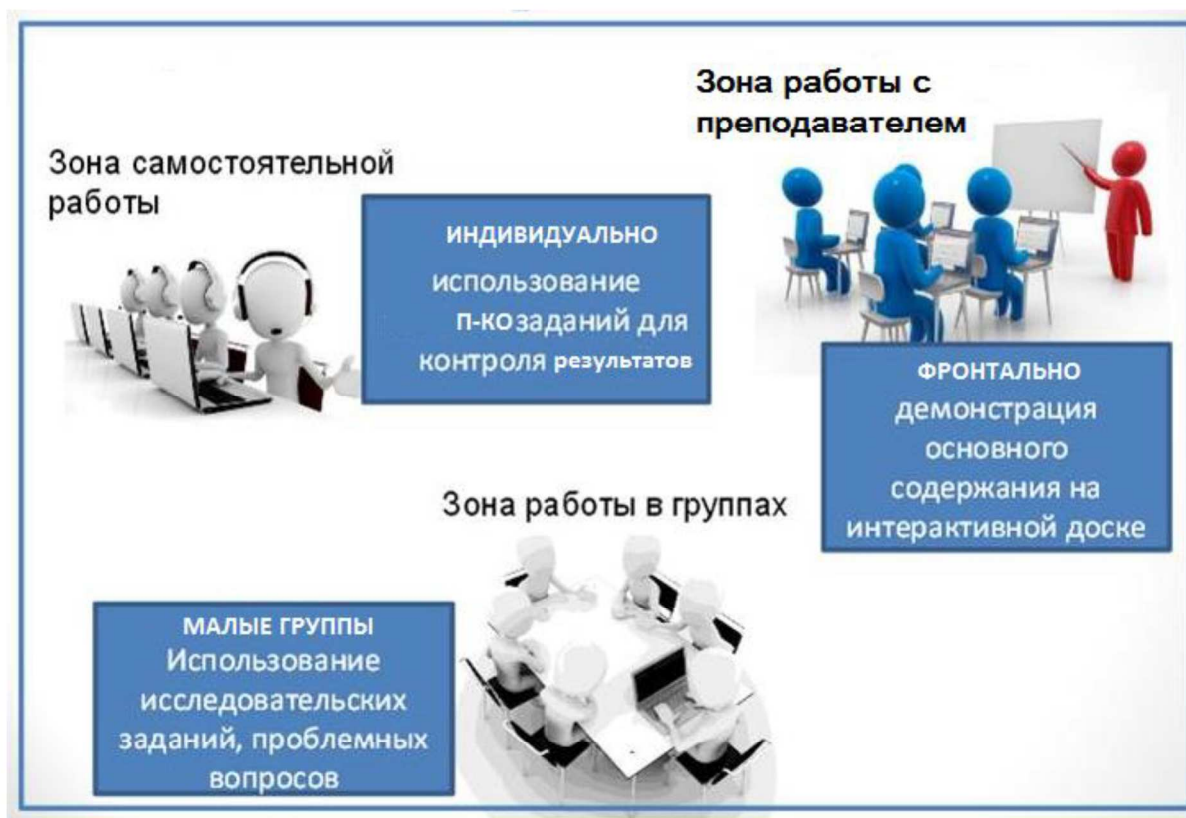 Зона работы с
преподавателем
Зона самостоятельной
работы
ИНДИВИДУАЛЬНО
использование
П-КО заданий для
контроля результатов
ФРОНТАЛЬНО
демонстрация
основного
содержания на
интерактивной доске
Зона работы в группах
МАЛЫЕ ГРУППЫ
Использование
исследовательских
заданий, проблемных
вопросов